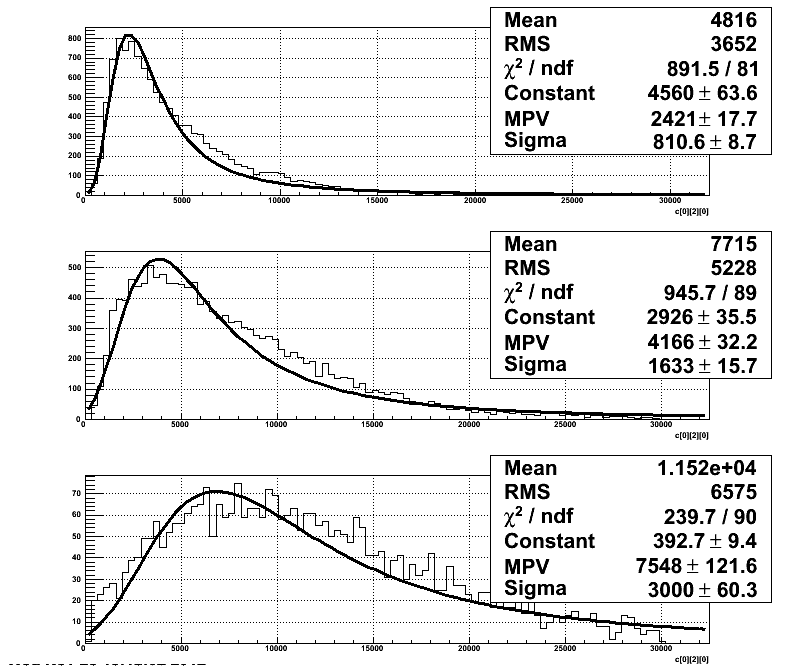 Mean 4816
RMS 3652
χ² / ndf 891.5 / 81
Constant 4560 ± 63.6
MPV 2421 ± 17.7
Sigma 810.6 ± 8.7
800
700
600
500
400
300
200
100
0
0 5000 10000 15000 20000 25000 30000
c[0][2][0]
Mean 7715
RMS 5228
χ² / ndf 945.7 / 89
Constant 2926 ± 35.5
MPV 4166 ± 32.2
Sigma 1633 ± 15.7
500
400
300
200
100
0
0 5000 10000 15000 20000 25000 30000
c[0][2][0]
Mean 1.152e+04
RMS 6575
χ² / ndf 239.7 / 90
Constant 392.7 ± 9.4
MPV 7548 ± 121.6
Sigma 3000 ± 60.3
70
60
50
40
30
20
10
0
0 5000 10000 15000 20000 25000 30000
c[0][2][0]